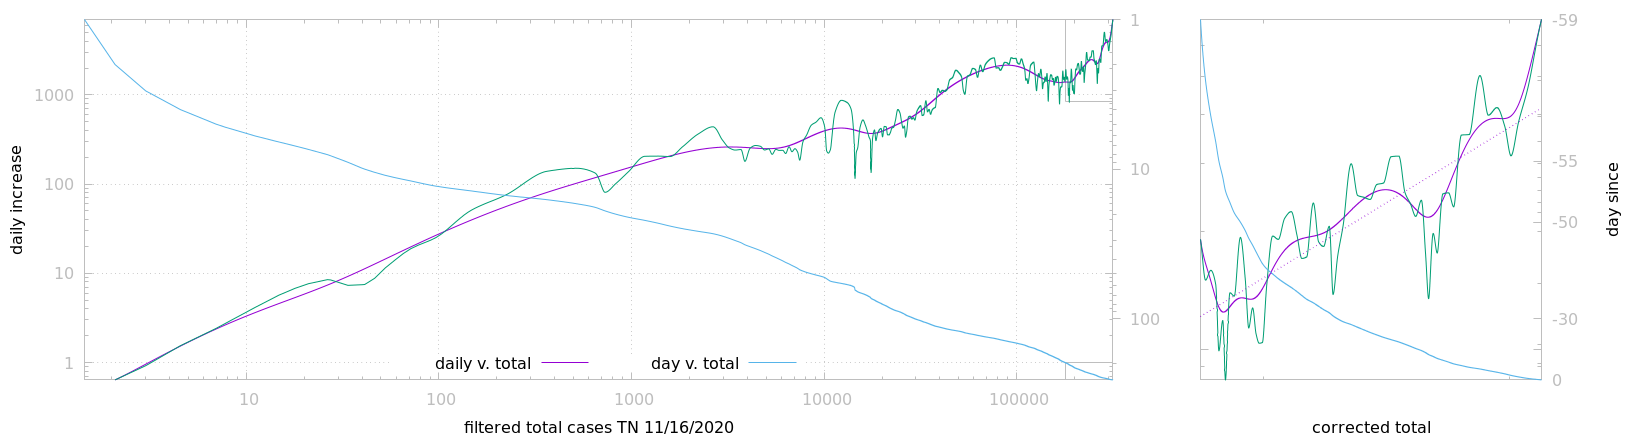 1
-59
1000
daily increase
10
-55
100
-50
day since
10
100
-30
1
daily v. total
day v. total
0
10
100
1000
10000
100000
filtered total cases TN 11/16/2020
corrected total